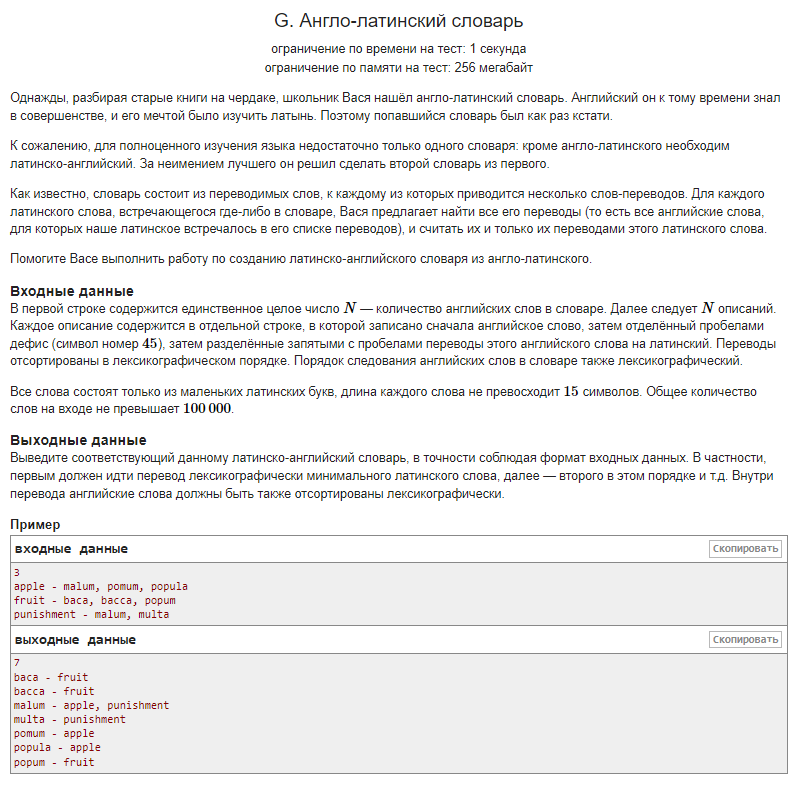 G. Англо-латинский словарь
ограничение по времени на тест: 1 секунда
ограничение по памяти на тест: 256 мегабайт
Однажды, разбирая старые книги на чердаке, школьник Вася нашёл англо-латинский словарь. Английский он к тому времени знал
в совершенстве, и его мечтой было изучить латынь. Поэтому попавшийся словарь был как раз кстати.
К сожалению, для полноценного изучения языка недостаточно только одного словаря: кроме англо-латинского необходим
латинско-английский. За неимением лучшего он решил сделать второй словарь из первого.
Как известно, словарь состоит из переводимых слов, к каждому из которых приводится несколько слов-переводов. Для каждого
латинского слова, встречающегося где-либо в словаре, Вася предлагает найти все его переводы (то есть все английские слова,
для которых наше латинское встречалось в его списке переводов), и считать их и только их переводами этого латинского слова.
Помогите Васе выполнить работу по созданию латинско-английского словаря из англо-латинского.
Входные данные
В первой строке содержится единственное целое число N — количество английских слов в словаре. Далее следует N описаний.
Каждое описание содержится в отдельной строке, в которой записано сначала английское слово, затем отделённый пробелами
дефис (символ номер 45), затем разделённые запятыми с пробелами переводы этого английского слова на латинский. Переводы
отсортированы в лексикографическом порядке. Порядок следования английских слов в словаре также лексикографический.
Все слова состоят только из маленьких латинских букв, длина каждого слова не превосходит 15 символов. Общее количество
слов на входе не превышает 100 000.
Выходные данные
Выведите соответствующий данному латинско-английский словарь, в точности соблюдая формат входных данных. В частности,
первым должен идти перевод лексикографически минимального латинского слова, далее — второго в этом порядке и т.д. Внутри
перевода английские слова должны быть также отсортированы лексикографически.
Пример
входные данные
Скопировать
3
apple - malum, pomum, popula
fruit - baca, bacca, popum
punishment - malum, multa
выходные данные
Скопировать
7
baca - fruit
bacca - fruit
malum - apple, punishment
multa - punishment
pomum - apple
popula - apple
popum - fruit